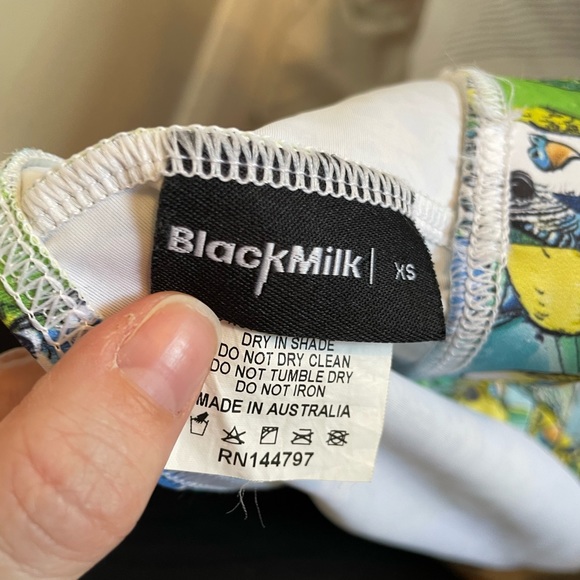 BlackMilk | XS
DRY IN SHADE
DO NOT DRY CLEAN
DO NOT TUMBLE DRY
DO NOT IRON
MADE IN AUSTRALIA
RN144797